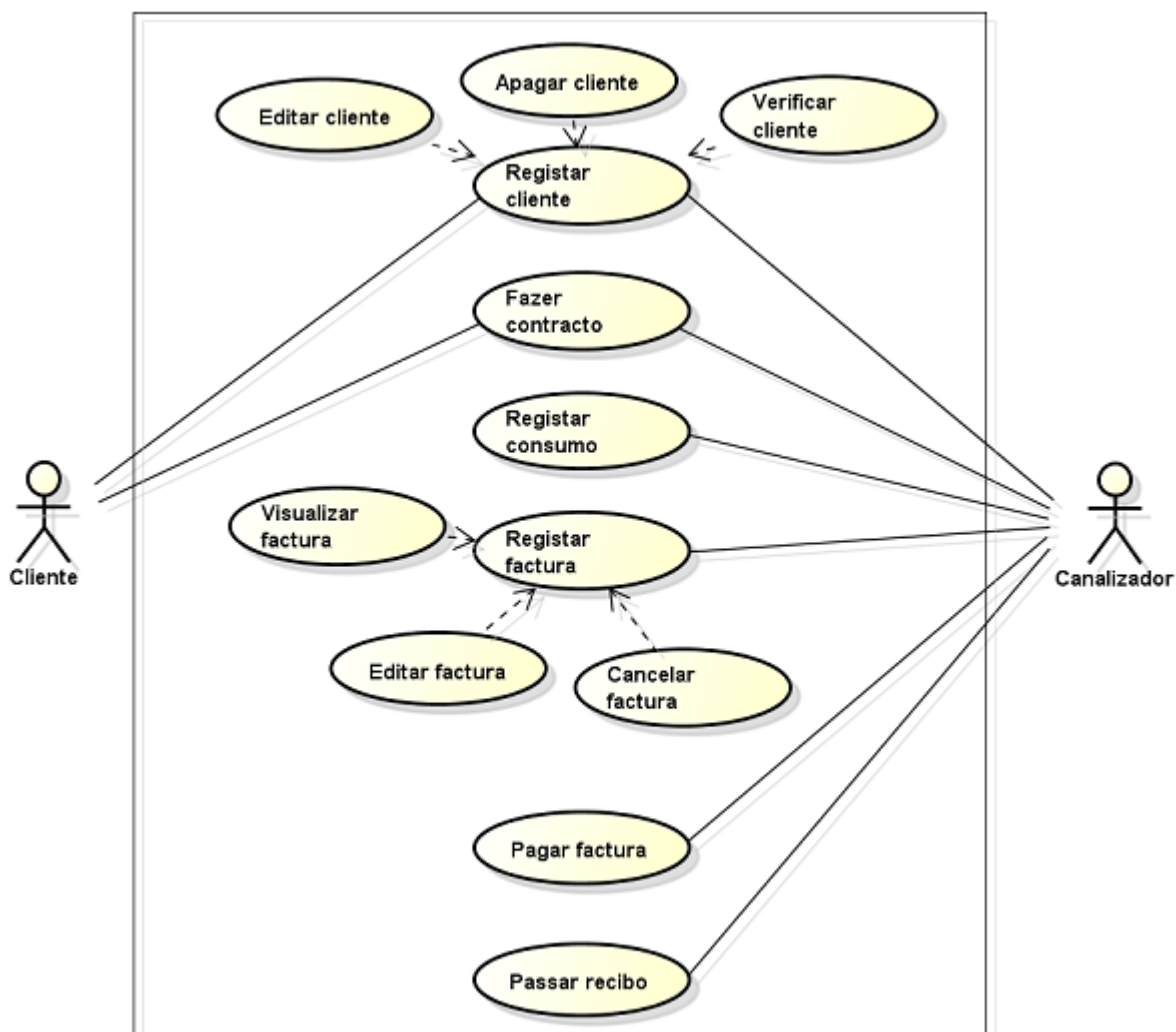 Apagar cliente
Editar cliente
Verificar
cliente
Registar
cliente
Fazer
contracto
Registar
consumo
Visualizar
factura
Registar
factura
Cliente
Canalizador
Editar factura
Cancelar
factura
Pagar factura
Passar recibo